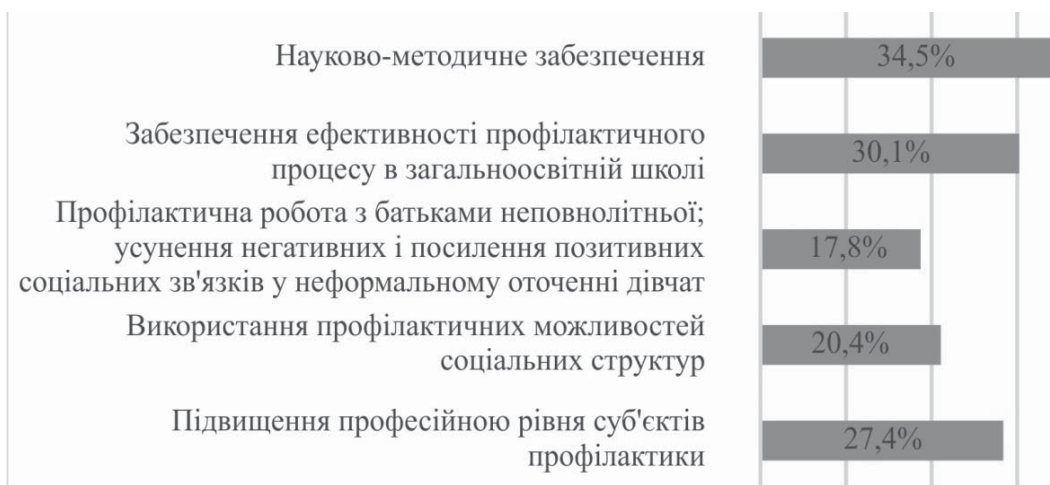 Науково-методичне забезпечення
34,5%
Забезпечення ефективності профілактичного
процесу в загальноосвітній школі
30,1%
Профілактична робота з батьками неповнолітньої;
усунення негативних і посилення позитивних
соціальних зв'язків у неформальному оточенні дівчат
17,8%
Використання профілактичних можливостей
соціальних структур
20,4%
Підвищення професійною рівня суб'єктів
профілактики
27,4%